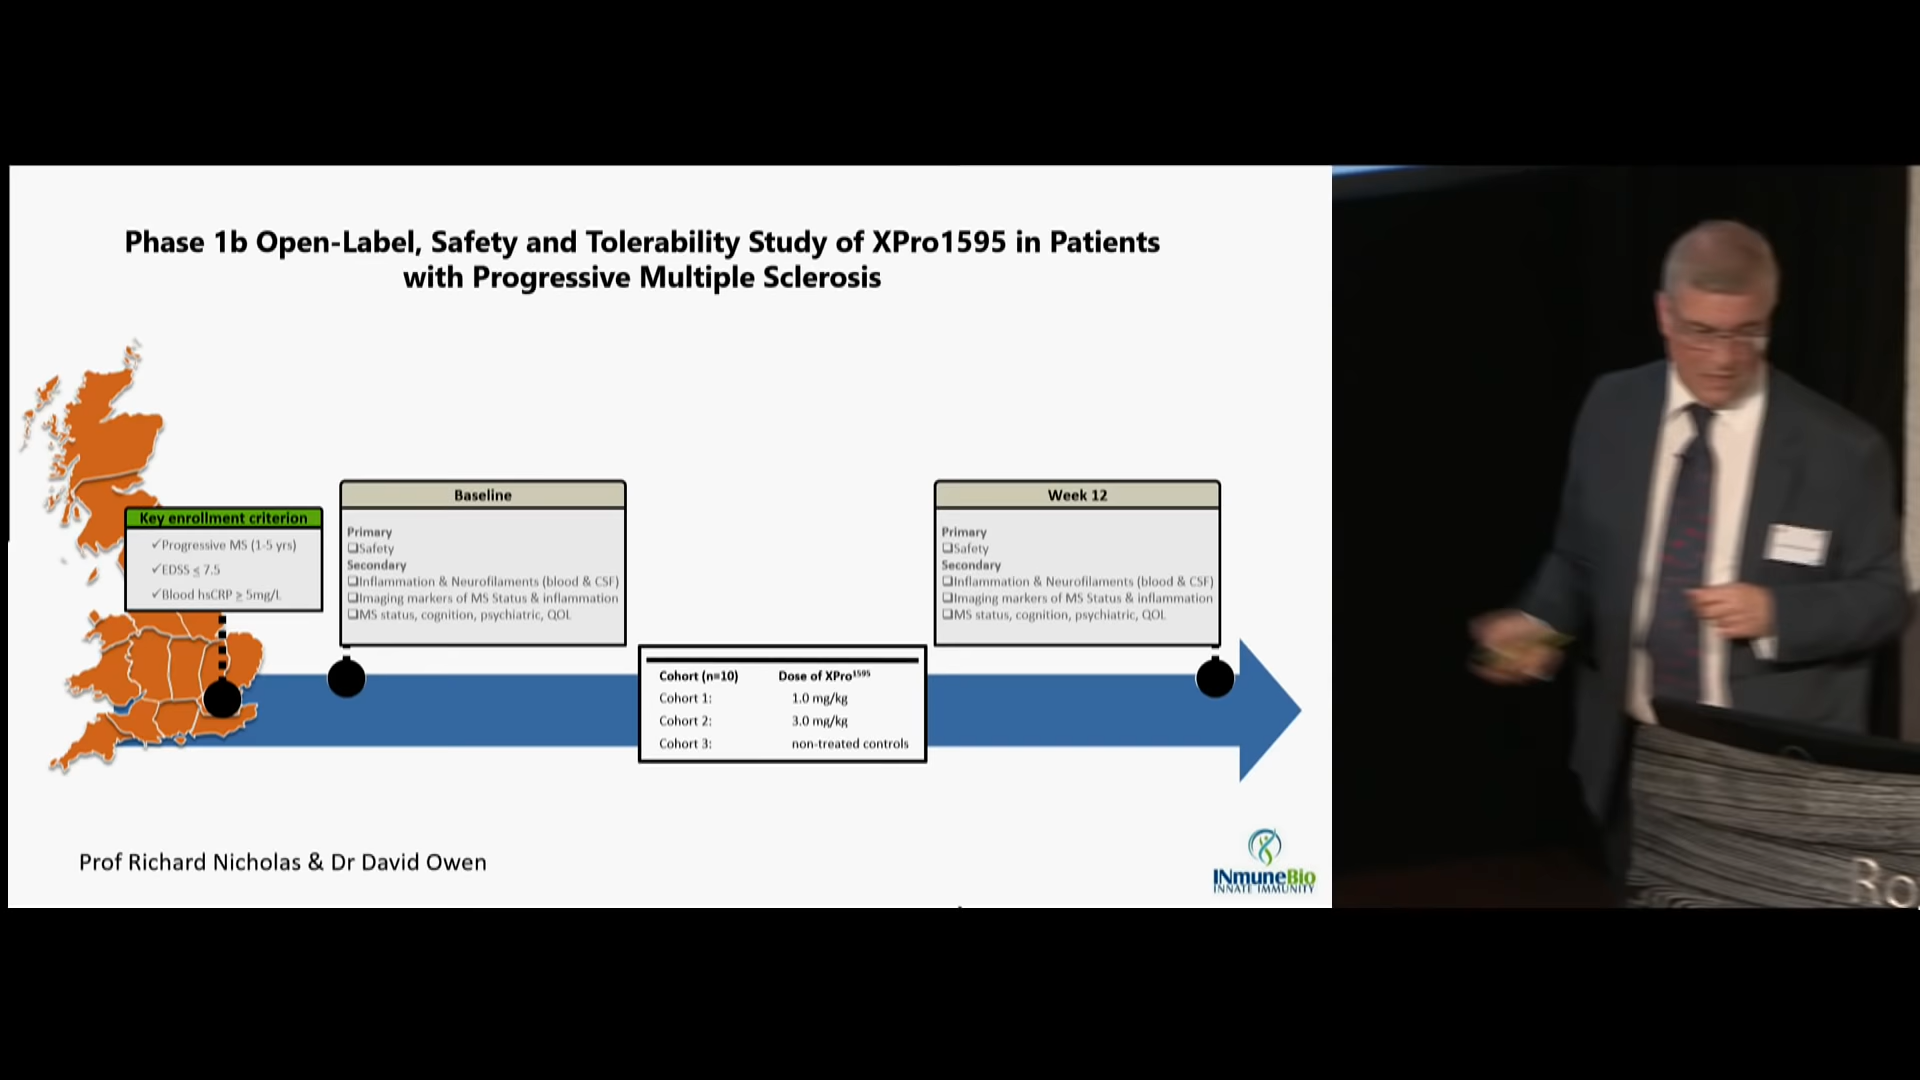 Phase 1b Open-Label, Safety and Tolerability Study of XPro1595 in Patients
with Progressive Multiple Sclerosis
Key enrollment criterion
✓Progressive MS (1-5 yrs)
✓EDSS ≤ 7.5
✓Blood hsCRP ≥ 5mg/L
Baseline
Primary
❑Safety
Secondary
❑Inflammation & Neurofilaments (blood & CSF)
❑Imaging markers of MS Status & inflammation
❑MS status, cognition, psychiatric, QOL
Cohort (n=10) Dose of XPro¹⁵⁹⁵
Cohort 1: 1.0 mg/kg
Cohort 2: 3.0 mg/kg
Cohort 3: non-treated controls
Week 12
Primary
❑Safety
Secondary
❑Inflammation & Neurofilaments (blood & CSF)
❑Imaging markers of MS Status & inflammation
❑MS status, cognition, psychiatric, QOL
Prof Richard Nicholas & Dr David Owen
INmuneBio
INNATE IMMUNITY
Ro